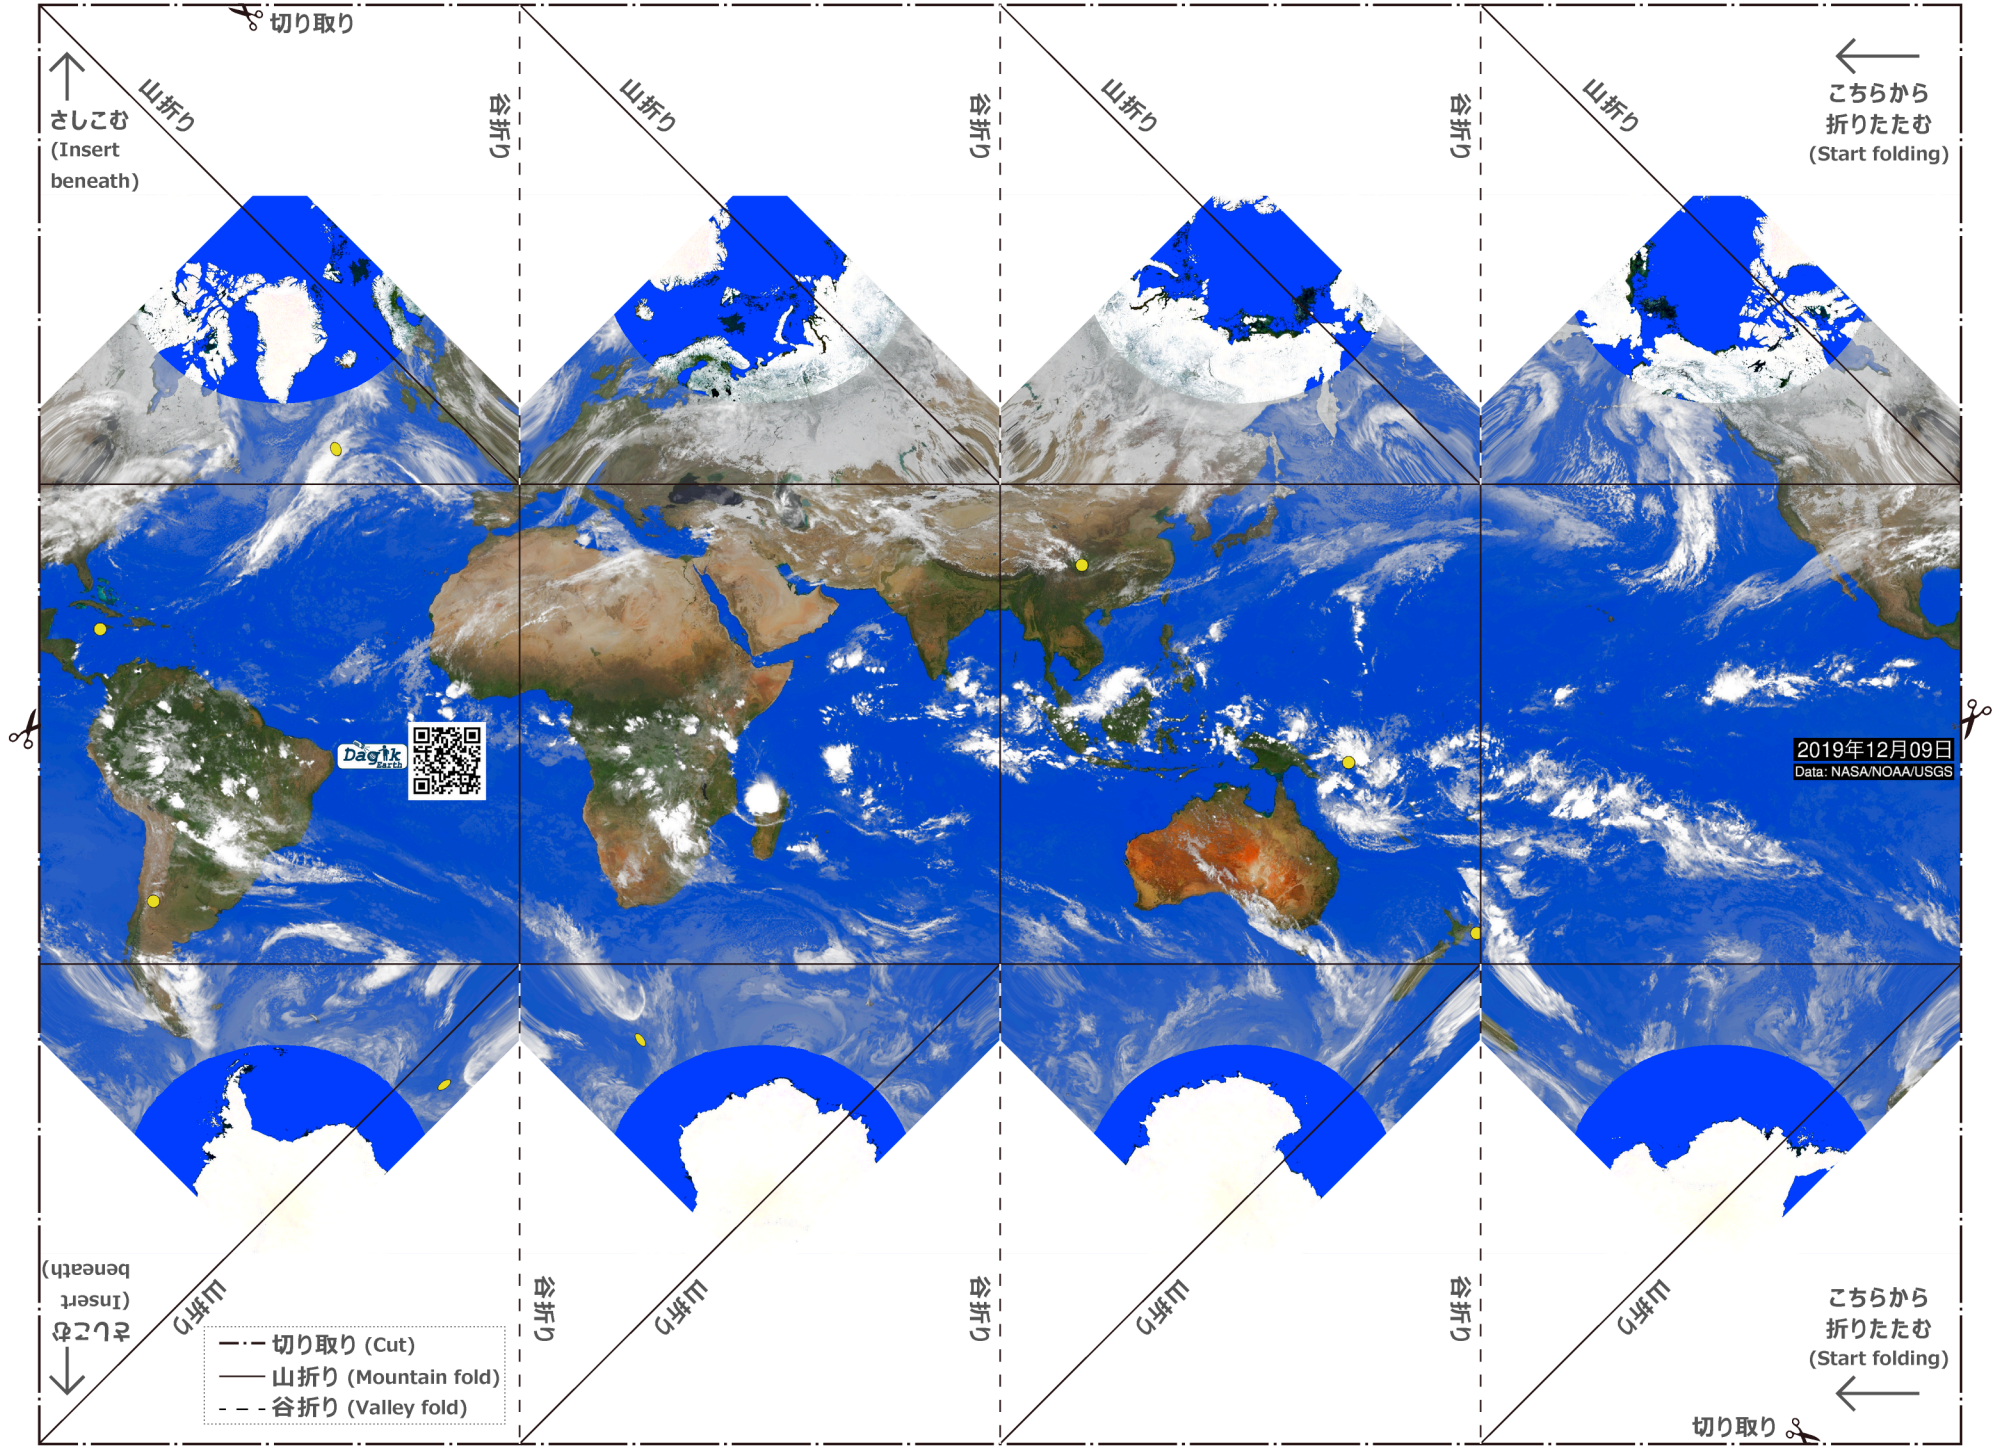 切り取り
さしこむ
(Insert
beneath)
山折り
谷折り
山折り
谷折り
山折り
谷折り
山折り
こちらから
折りたたむ
(Start folding)
Dagik
Earth
2019年12月09日
Data: NASA/NOAA/USGS
さしこむ
(Insert
beneath)
山折り
谷折り
山折り
谷折り
山折り
谷折り
山折り
こちらから
折りたたむ
(Start folding)
切り取り (Cut)
山折り (Mountain fold)
谷折り (Valley fold)
切り取り